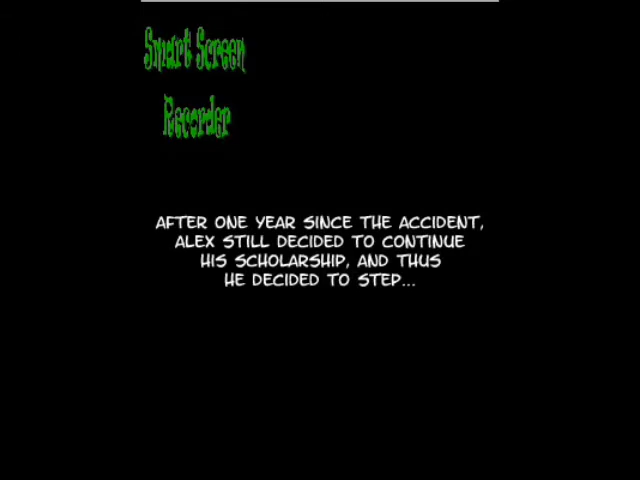 Smart Screen
Recorder
AFTER ONE YEAR SINCE THE ACCIDENT,
ALEX STILL DECIDED TO CONTINUE
HIS SCHOLARSHIP, AND THUS
HE DECIDED TO STEP...